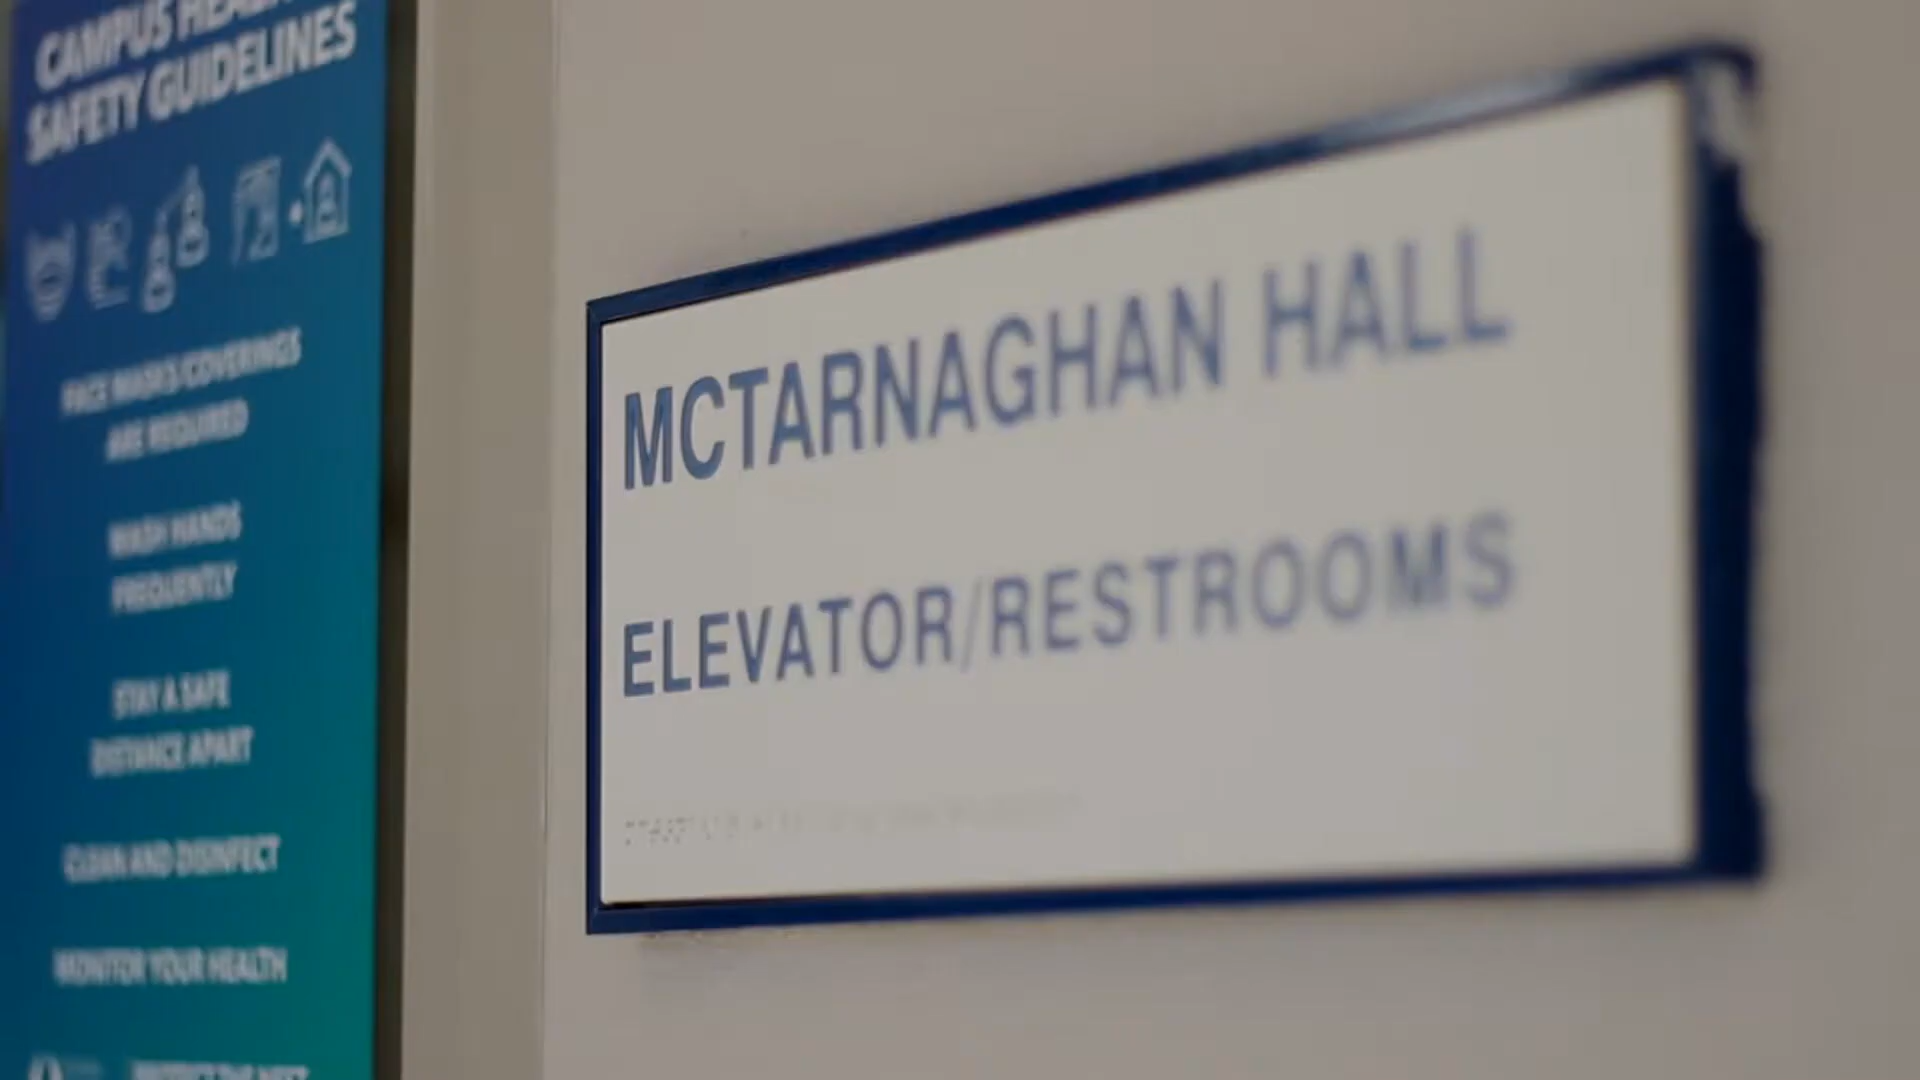 CAMPUS HEALTH
SAFETY GUIDELINES
FACE MASKS/COVERINGS
ARE REQUIRED
WASH HANDS
FREQUENTLY
STAY A SAFE
DISTANCE APART
CLEAN AND DISINFECT
MONITOR YOUR HEALTH
MCTARNAGHAN HALL
ELEVATOR/RESTROOMS